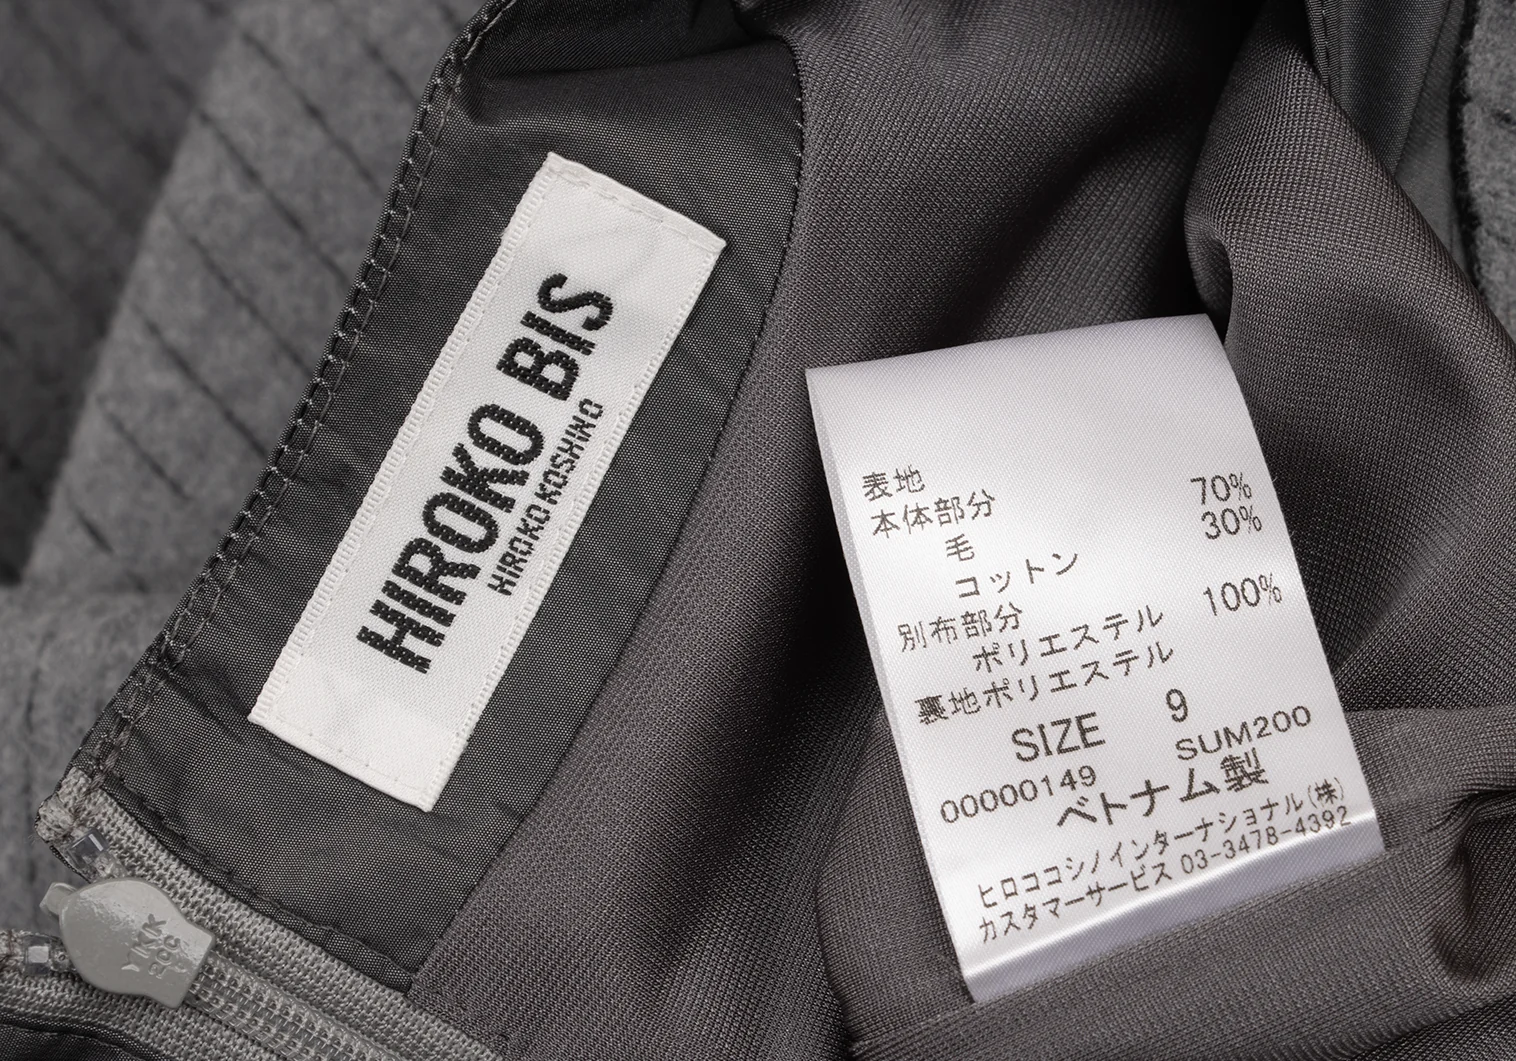 HIROKO BIS
HIROKO KOSHINO
表地
本体部分
毛 70%
コットン 30%
別布部分
ポリエステル 100%
裏地ポリエステル
SIZE 9
00000149 SUM200
ベトナム製
ヒロココシノインターナショナル(株)
カスタマーサービス 03-3478-4392
YKK